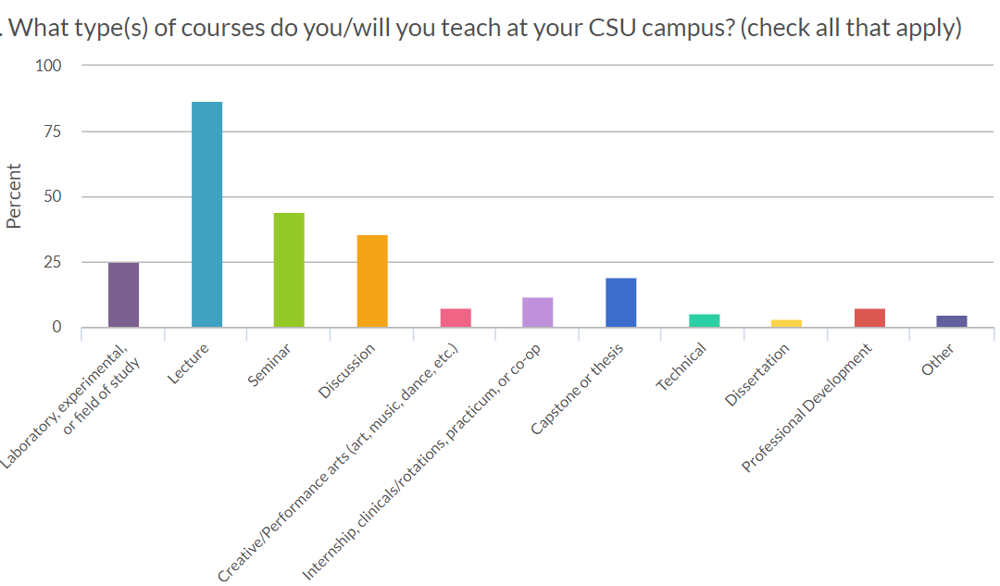 . What type(s) of courses do you/will you teach at your CSU campus? (check all that apply)
100
75
50
25
0
Percent
Laboratory, experimental,
or field of study
Lecture
Seminar
Discussion
Creative/Performance arts (art, music, dance, etc.)
Internship, clinicals/rotations, practicum, or co-op
Capstone or thesis
Technical
Dissertation
Professional Development
Other